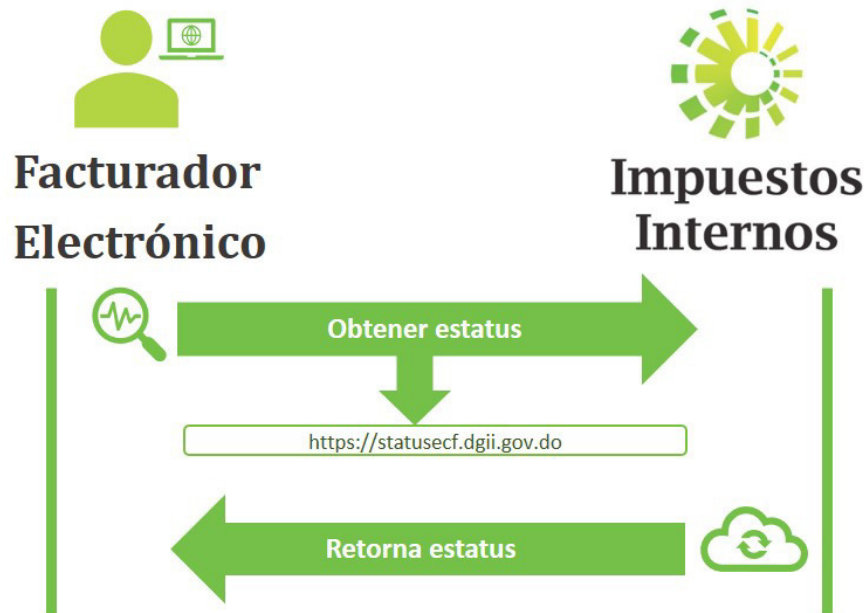 Facturador
Electrónico
Impuestos
Internos
Obtener estatus
https://statusecf.dgii.gov.do
Retorna estatus